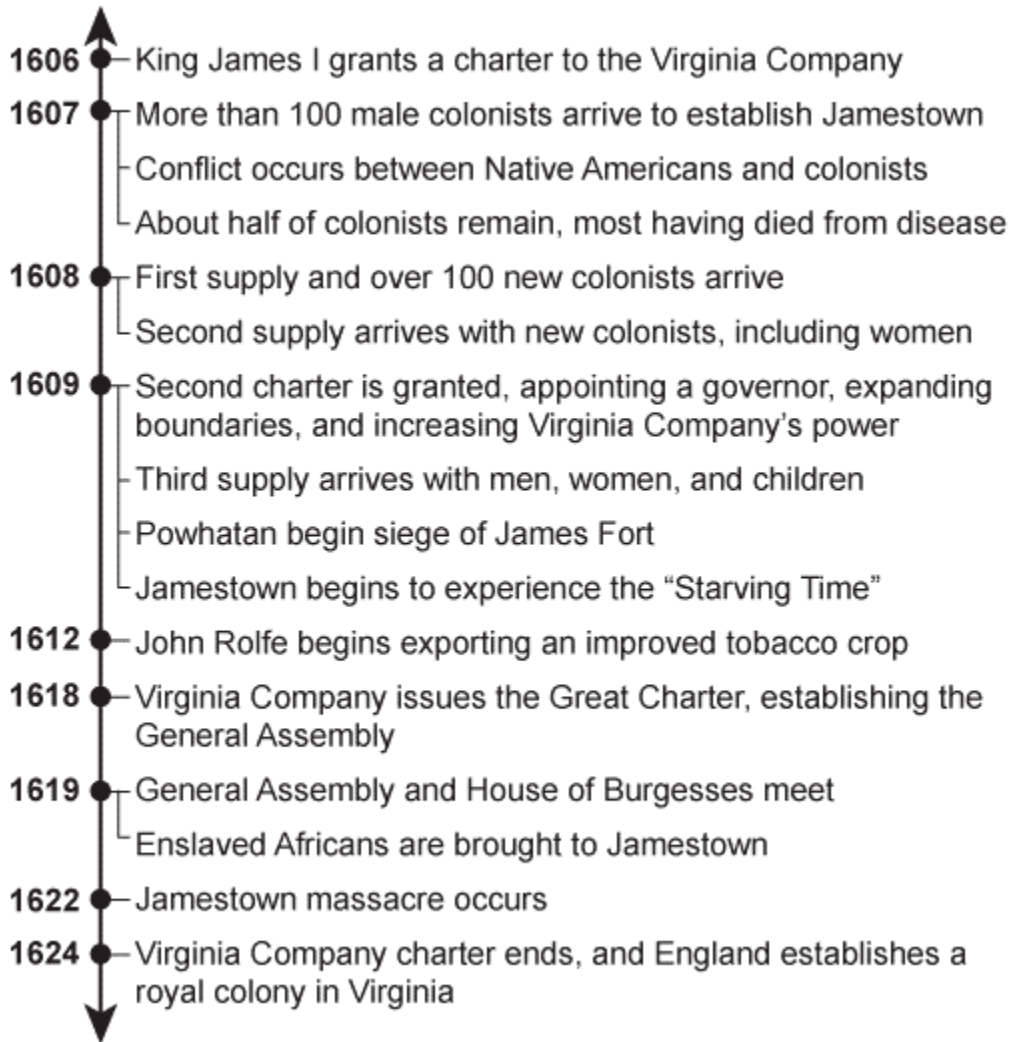 1606 King James I grants a charter to the Virginia Company
1607 More than 100 male colonists arrive to establish Jamestown
Conflict occurs between Native Americans and colonists
About half of colonists remain, most having died from disease
1608 First supply and over 100 new colonists arrive
Second supply arrives with new colonists, including women
1609 Second charter is granted, appointing a governor, expanding
boundaries, and increasing Virginia Company’s power
Third supply arrives with men, women, and children
Powhatan begin siege of James Fort
Jamestown begins to experience the “Starving Time”
1612 John Rolfe begins exporting an improved tobacco crop
1618 Virginia Company issues the Great Charter, establishing the
General Assembly
1619 General Assembly and House of Burgesses meet
Enslaved Africans are brought to Jamestown
1622 Jamestown massacre occurs
1624 Virginia Company charter ends, and England establishes a
royal colony in Virginia